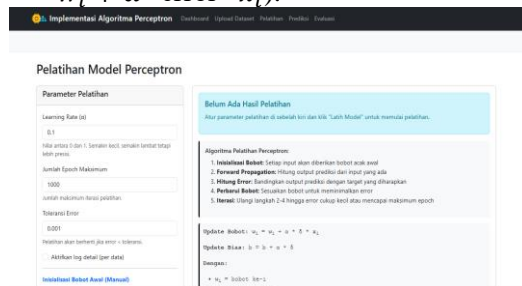 Implementasi Algoritma Perceptron Dashboard Upload Dataset Pelatihan Prediksi Evaluasi
Pelatihan Model Perceptron
Parameter Pelatihan
Learning Rate (α)
0.1
Nilai antara 0 dan 1. Semakin kecil, semakin lambat tetapi
lebih presisi.
Jumlah Epoch Maksimum
1000
Jumlah maksimum iterasi pelatihan.
Toleransi Error
0.001
Pelatihan akan berhenti jika error < toleransi.
Aktifkan log detail (per data)
Inisialisasi Bobot Awal (Manual)
Belum Ada Hasil Pelatihan
Atur parameter pelatihan di sebelah kiri dan klik "Latih Model" untuk memulai pelatihan.
Algoritma Pelatihan Perceptron:
1. Inisialisasi Bobot: Setiap input akan diberikan bobot acak awal
2. Forward Propagation: Hitung output prediksi dari input yang ada
3. Hitung Error: Bandingkan output prediksi dengan target yang diharapkan
4. Perbarui Bobot: Sesuaikan bobot untuk meminimalkan error
5. Iterasi: Ulangi langkah 2-4 hingga error cukup kecil atau mencapai maksimum epoch
Update Bobot: wᵢ = wᵢ + α * δ * xᵢ
Update Bias: b = b + α * δ
Dengan:
• wᵢ = bobot ke-i